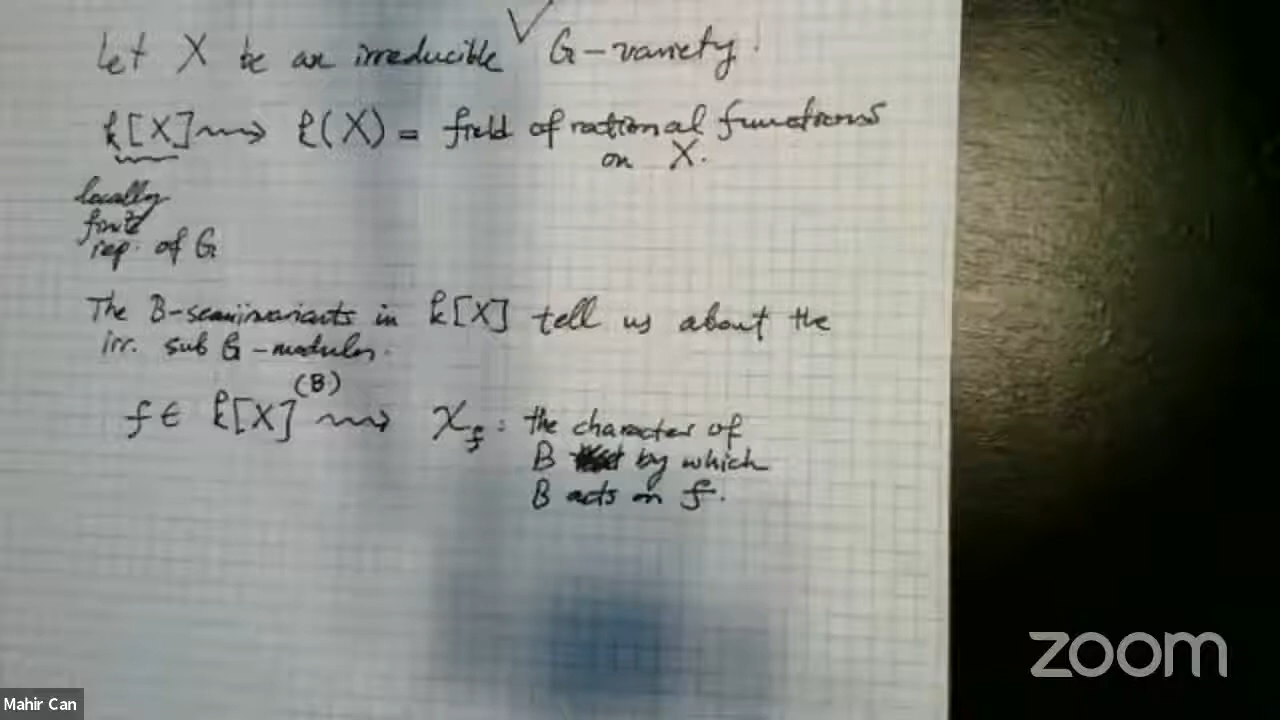 Let X be an irreducible G-variety!
k[X] ⇝ k(X) = field of rational functions
on X.
locally
finite
rep. of G
The B-semiinvariants in k[X] tell us about the
irr. sub G-modules.
f ∈ k[X]^(B) ⇝ χ_f : the character of
B by which
B acts on f.
zoom
Mahir Can